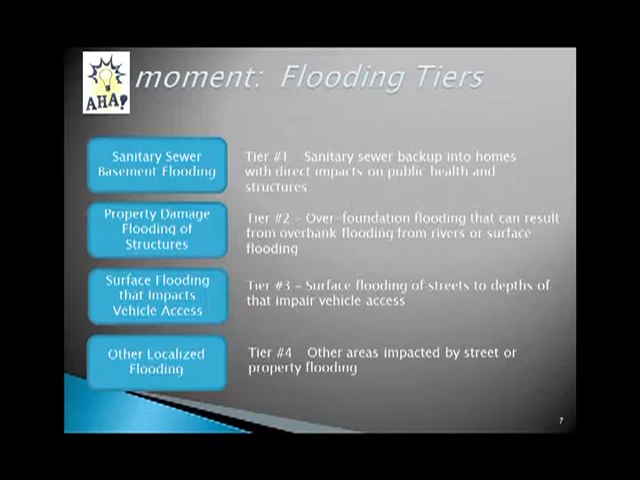 AHA! moment: Flooding Tiers
Sanitary Sewer
Basement Flooding
Tier #1 Sanitary sewer backup into homes
with direct impacts on public health and
structures
Property Damage
Flooding of
Structures
Tier #2 – Over-foundation flooding that can result
from overbank flooding from rivers or surface
flooding
Surface Flooding
that Impacts
Vehicle Access
Tier #3 – Surface flooding of streets to depths of
that impair vehicle access
Other Localized
Flooding
Tier #4 Other areas impacted by street or
property flooding
7